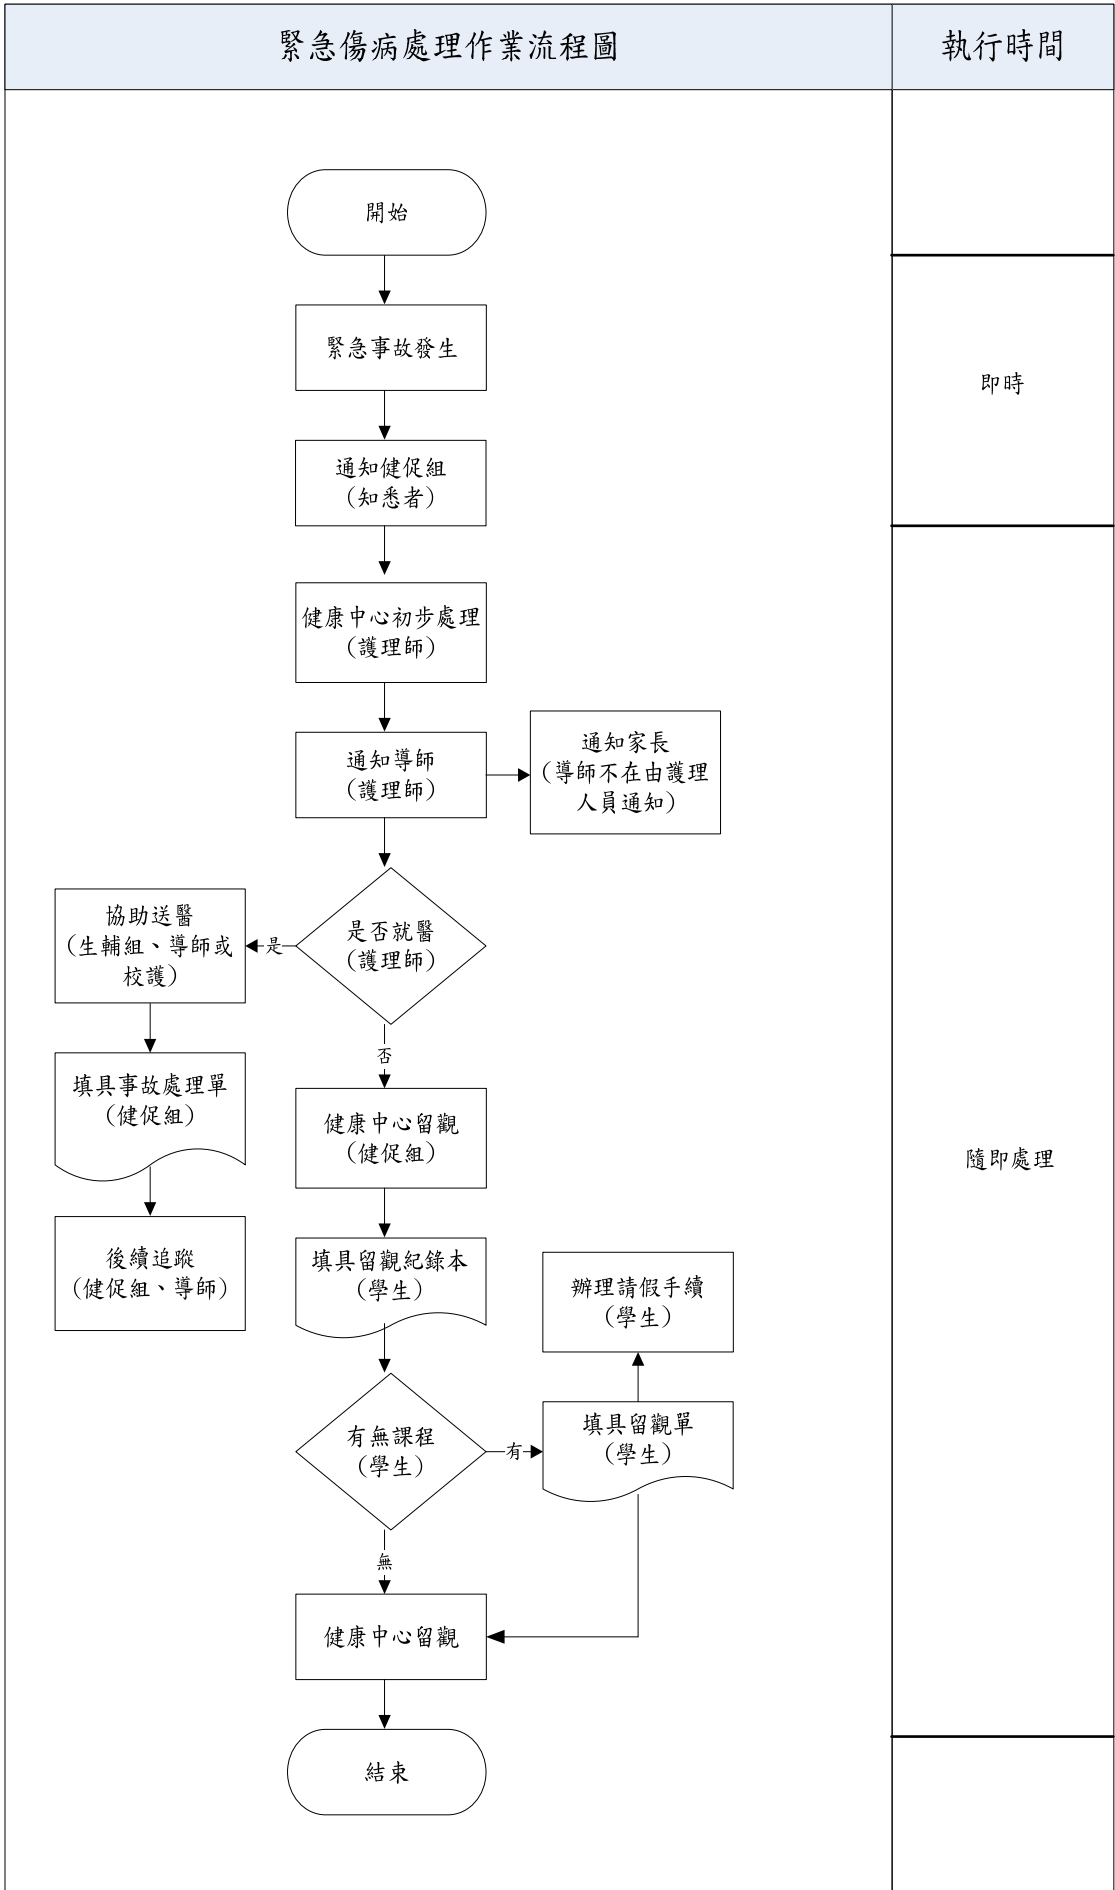 緊急傷病處理作業流程圖
執行時間
開始
緊急事故發生
即時
通知健促組
（知悉者）
健康中心初步處理
（護理師）
通知導師
（護理師）
通知家長
（導師不在由護理
人員通知）
是否就醫
（護理師）
是
協助送醫
（生輔組、導師或
校護）
否
填具事故處理單
（健促組）
健康中心留觀
（健促組）
隨即處理
後續追蹤
（健促組、導師）
填具留觀紀錄本
（學生）
辦理請假手續
（學生）
有無課程
（學生）
有
填具留觀單
（學生）
無
健康中心留觀
結束